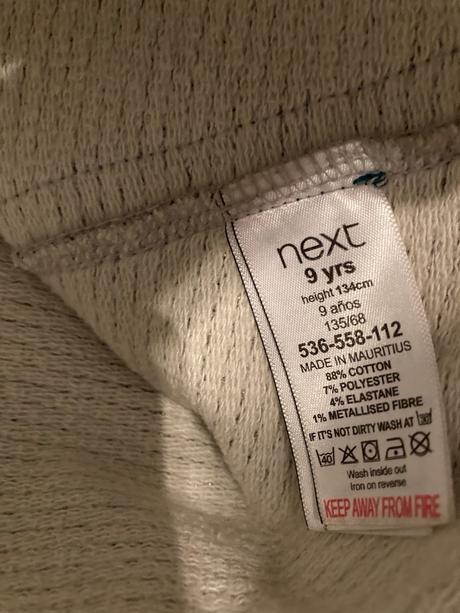 next
9 yrs
height 134cm
9 años
135/68
536-558-112
MADE IN MAURITIUS
88% COTTON
7% POLYESTER
4% ELASTANE
1% METALLISED FIBRE
IF IT'S NOT DIRTY WASH AT 30
40
Wash inside out
Iron on reverse
KEEP AWAY FROM FIRE